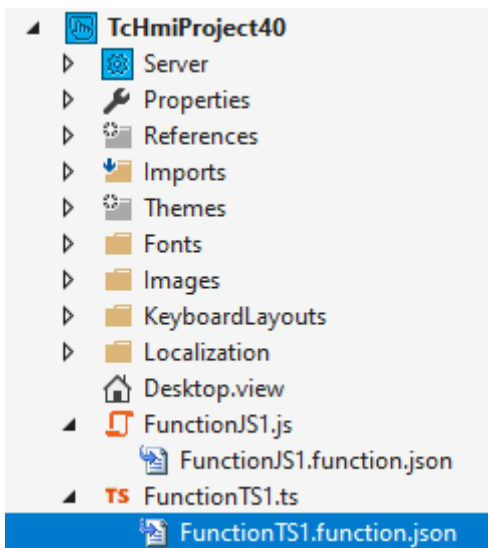 TcHmiProject40
Server
Properties
References
Imports
Themes
Fonts
Images
KeyboardLayouts
Localization
Desktop.view
FunctionJS1.js
FunctionJS1.function.json
TS FunctionTS1.ts
FunctionTS1.function.json